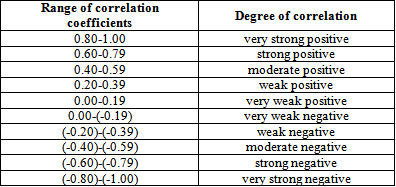 Range of correlation coefficients Degree of correlation
0.80-1.00 very strong positive
0.60-0.79 strong positive
0.40-0.59 moderate positive
0.20-0.39 weak positive
0.00-0.19 very weak positive
0.00-(-0.19) very weak negative
(-0.20)-(-0.39) weak negative
(-0.40)-(-0.59) moderate negative
(-0.60)-(-0.79) strong negative
(-0.80)-(-1.00) very strong negative